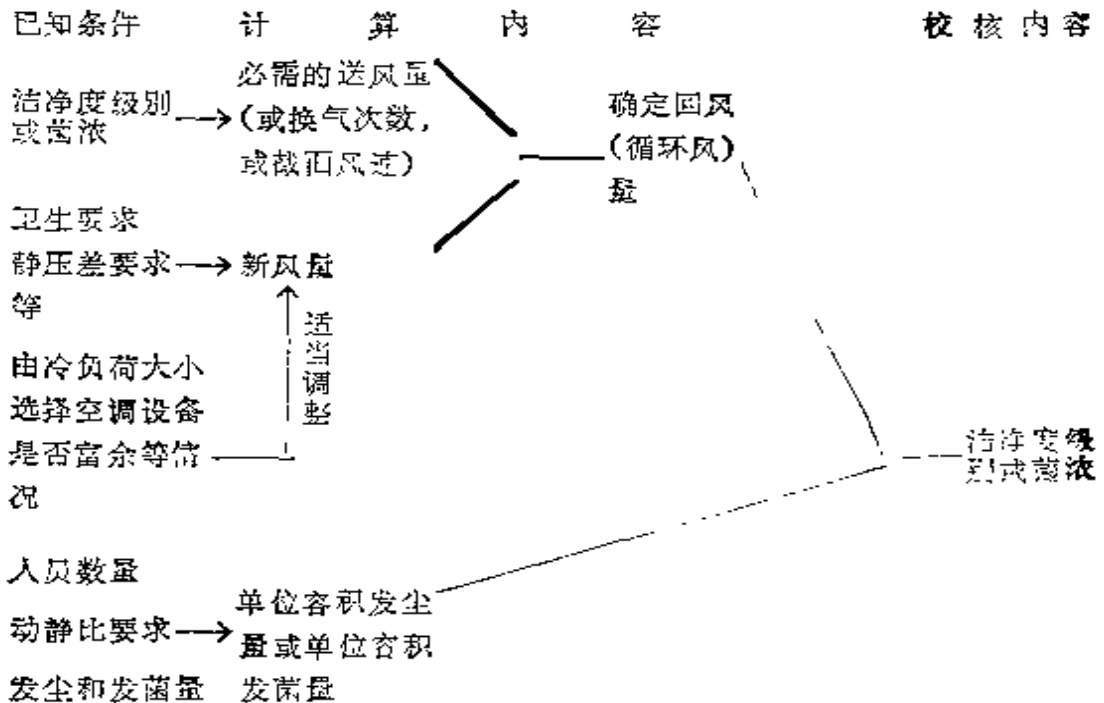 已知条件 计算内容 校核内容
洁净度级别
或菌浓
必需的送风量
(或换气次数,
或截面风速)
确定回风
(循环风)
量
卫生要求
静压差要求
等
新风量
适当调整
由冷负荷大小
选择空调设备
是否富余等情
况
洁净度级
别或菌浓
人员数量
动静比要求
发尘和发菌量
单位容积发尘
量或单位容积
发菌量